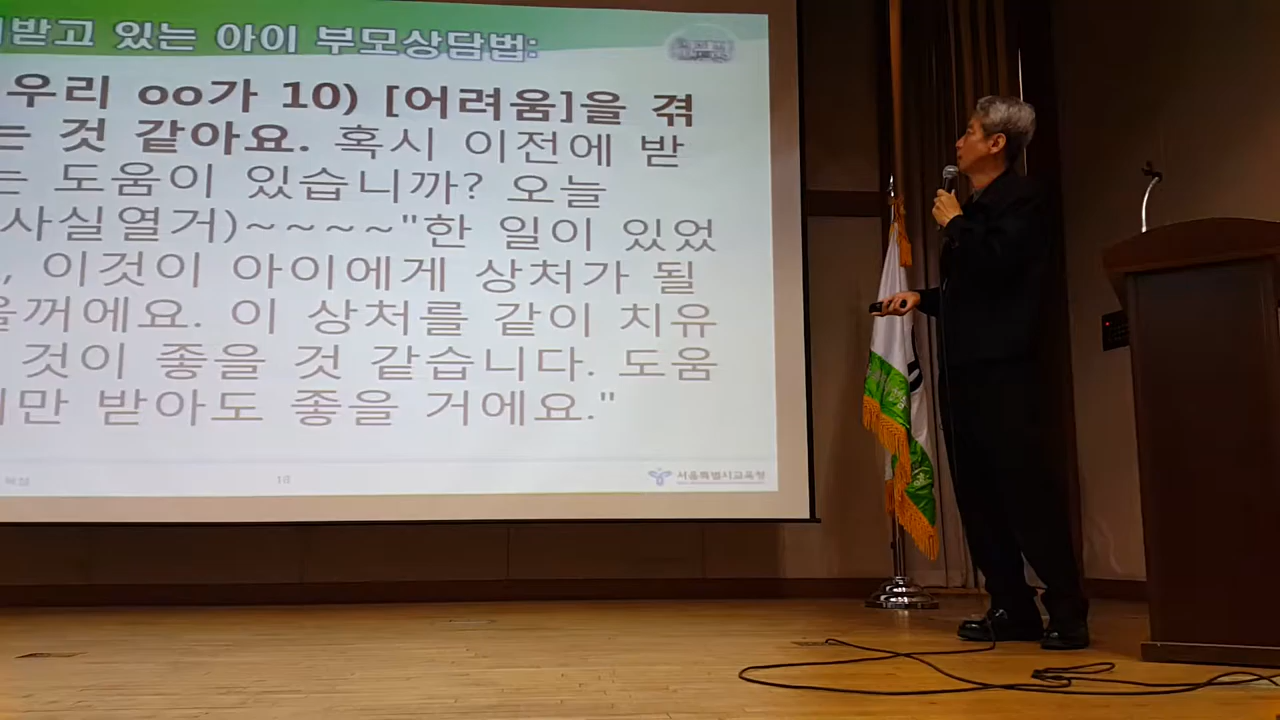 받고 있는 아이 부모상담법:
우리 oo가 10) [어려움]을 겪
는 것 같아요. 혹시 이전에 받
는 도움이 있습니까? 오늘
사실열거)~~~~"한 일이 있었
, 이것이 아이에게 상처가 될
을꺼에요. 이 상처를 같이 치유
것이 좋을 것 같습니다. 도움
만 받아도 좋을 거에요."
18
서울특별시교육청